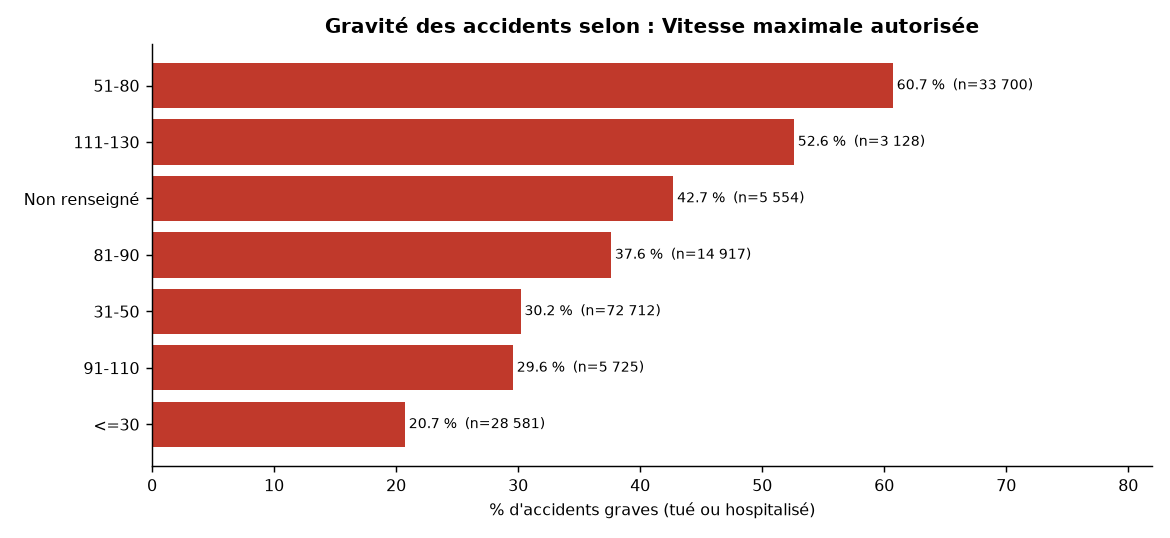 Gravité des accidents selon : Vitesse maximale autorisée
51-80
60.7 % (n=33 700)
111-130
52.6 % (n=3 128)
Non renseigné
42.7 % (n=5 554)
81-90
37.6 % (n=14 917)
31-50
30.2 % (n=72 712)
91-110
29.6 % (n=5 725)
<=30
20.7 % (n=28 581)
0 10 20 30 40 50 60 70 80
% d'accidents graves (tué ou hospitalisé)